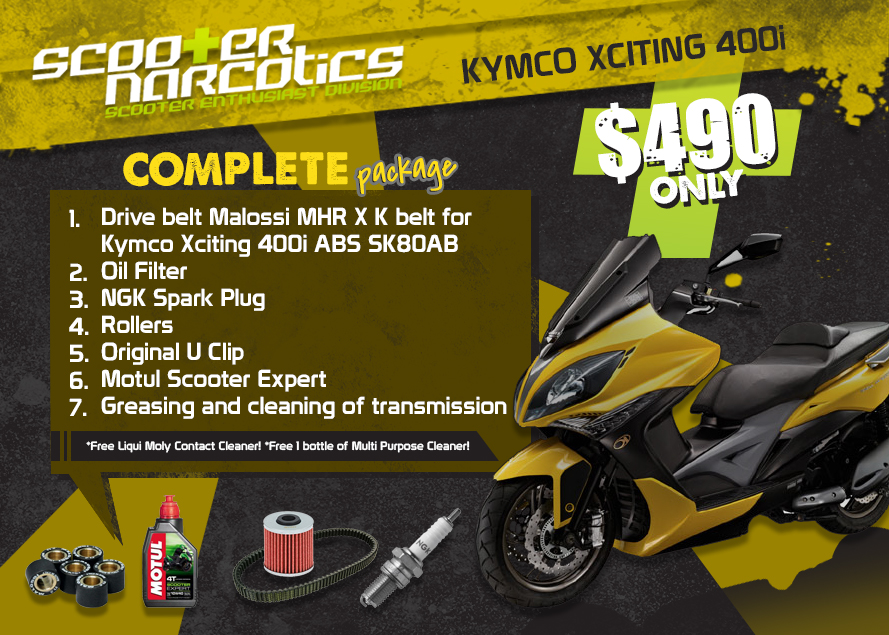 scooter
narcotics
SCOOTER ENTHUSIAST DIVISION
KYMCO XCITING 400i
$490
ONLY
COMPLETE package
1. Drive belt Malossi MHR X K belt for
Kymco Xciting 400i ABS SK80AB
2. Oil Filter
3. NGK Spark Plug
4. Rollers
5. Original U Clip
6. Motul Scooter Expert
7. Greasing and cleaning of transmission
*Free Liqui Moly Contact Cleaner! *Free 1 bottle of Multi Purpose Cleaner!
MOTUL
4T
SCOOTER
EXPERT
NGK